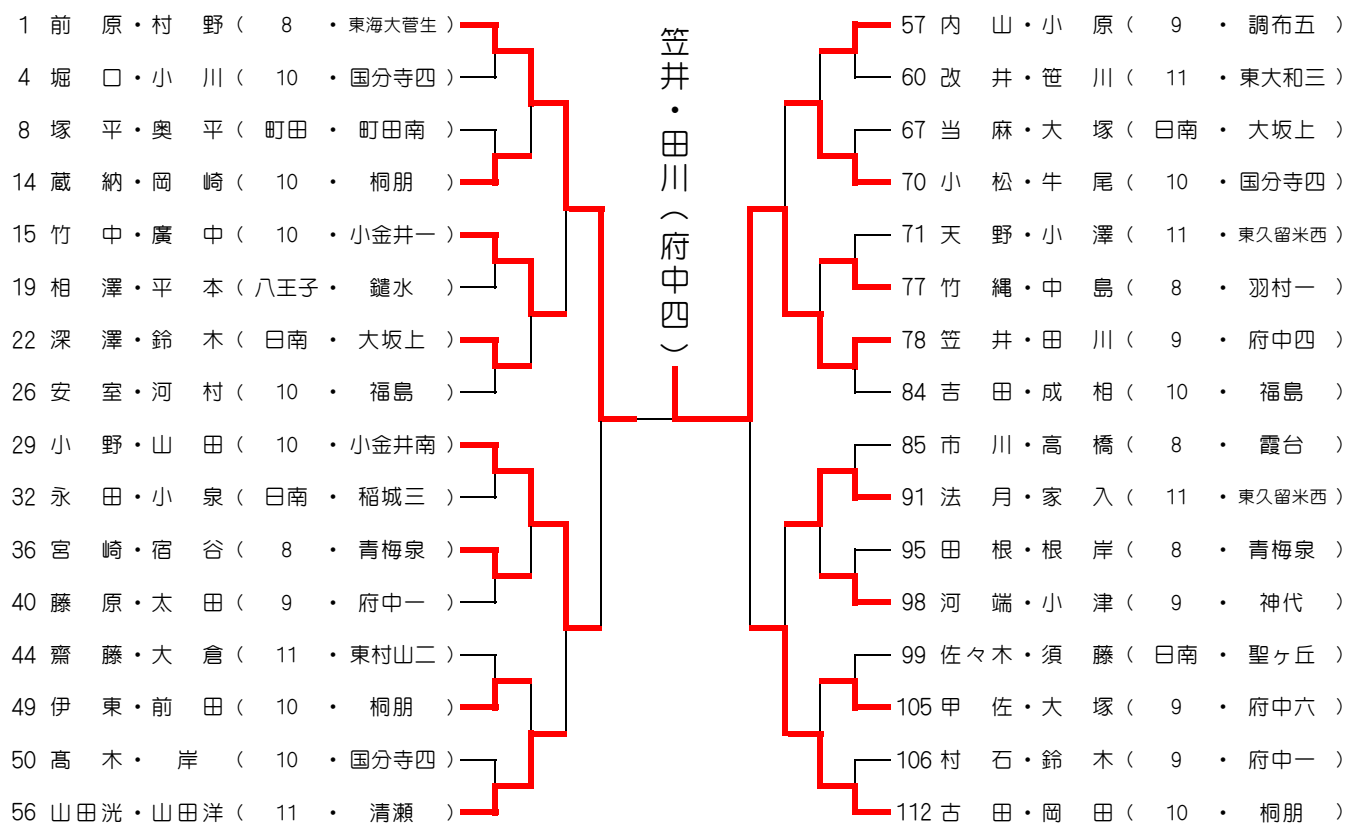 1 前 原・村 野 ( 8 ・ 東海大菅生 )
4 堀 口・小 川 ( 10 ・ 国分寺四 )
8 塚 平・奥 平 ( 町田 ・ 町田南 )
14 蔵 納・岡 崎 ( 10 ・ 桐朋 )
15 竹 中・廣 中 ( 10 ・ 小金井一 )
19 相 澤・平 本 ( 八王子 ・ 鑓水 )
22 深 澤・鈴 木 ( 日南 ・ 大坂上 )
26 安 室・河 村 ( 10 ・ 福島 )
29 小 野・山 田 ( 10 ・ 小金井南 )
32 永 田・小 泉 ( 日南 ・ 稲城三 )
36 宮 崎・宿 谷 ( 8 ・ 青梅泉 )
40 藤 原・太 田 ( 9 ・ 府中一 )
44 齋 藤・大 倉 ( 11 ・ 東村山二 )
49 伊 東・前 田 ( 10 ・ 桐朋 )
50 髙 木・ 岸 ( 10 ・ 国分寺四 )
56 山田洸・山田洋 ( 11 ・ 清瀬 )
笠井・田川(府中四)
57 内 山・小 原 ( 9 ・ 調布五 )
60 改 井・笹 川 ( 11 ・ 東大和三 )
67 当 麻・大 塚 ( 日南 ・ 大坂上 )
70 小 松・牛 尾 ( 10 ・ 国分寺四 )
71 天 野・小 澤 ( 11 ・ 東久留米西 )
77 竹 縄・中 島 ( 8 ・ 羽村一 )
78 笠 井・田 川 ( 9 ・ 府中四 )
84 吉 田・成 相 ( 10 ・ 福島 )
85 市 川・高 橋 ( 8 ・ 霞台 )
91 法 月・家 入 ( 11 ・ 東久留米西 )
95 田 根・根 岸 ( 8 ・ 青梅泉 )
98 河 端・小 津 ( 9 ・ 神代 )
99 佐々木・須 藤 ( 日南 ・ 聖ヶ丘 )
105 甲 佐・大 塚 ( 9 ・ 府中六 )
106 村 石・鈴 木 ( 9 ・ 府中一 )
112 古 田・岡 田 ( 10 ・ 桐朋 )